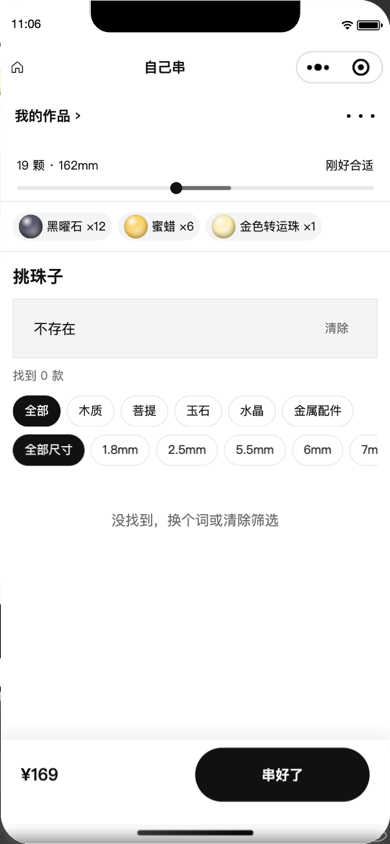 11:06
自己串
我的作品 >
19 颗 · 162mm 刚好合适
黑曜石 ×12 蜜蜡 ×6 金色转运珠 ×1
挑珠子
不存在 清除
找到 0 款
全部 木质 菩提 玉石 水晶 金属配件
全部尺寸 1.8mm 2.5mm 5.5mm 6mm 7m
没找到，换个词或清除筛选
¥169 串好了